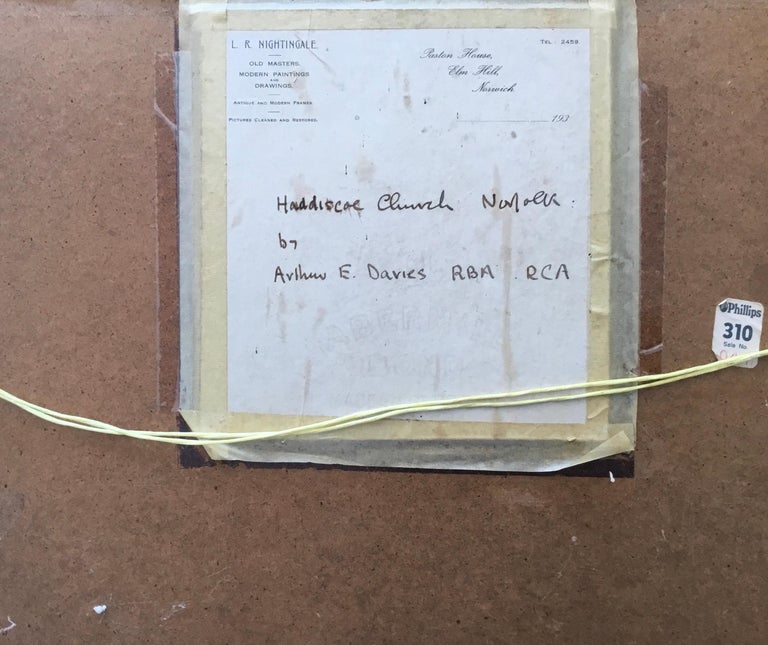 L. R. NIGHTINGALE.
OLD MASTERS.
MODERN PAINTINGS
AND
DRAWINGS.
ANTIQUE AND MODERN FRAMES
PICTURES CLEANED AND RESTORED.
Paston House,
Elm Hill,
Norwich
TEL: 2459.
193
Haddiscoe Church Norfolk.
by
Arthur E. Davies RBA RCA
Phillips
310
Sale No.